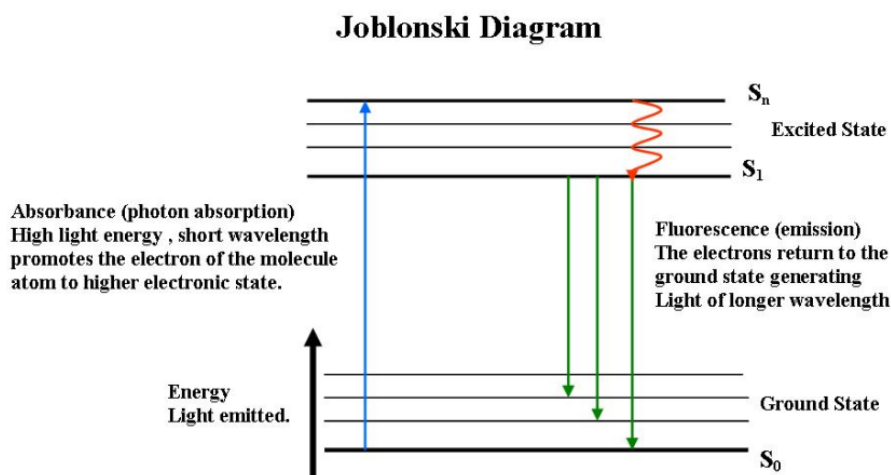 Joblonski Diagram
Sn
Excited State
S1
Absorbance (photon absorption)
High light energy , short wavelength
promotes the electron of the molecule
atom to higher electronic state.
Fluorescence (emission)
The electrons return to the
ground state generating
Light of longer wavelength
Energy
Light emitted.
Ground State
S0